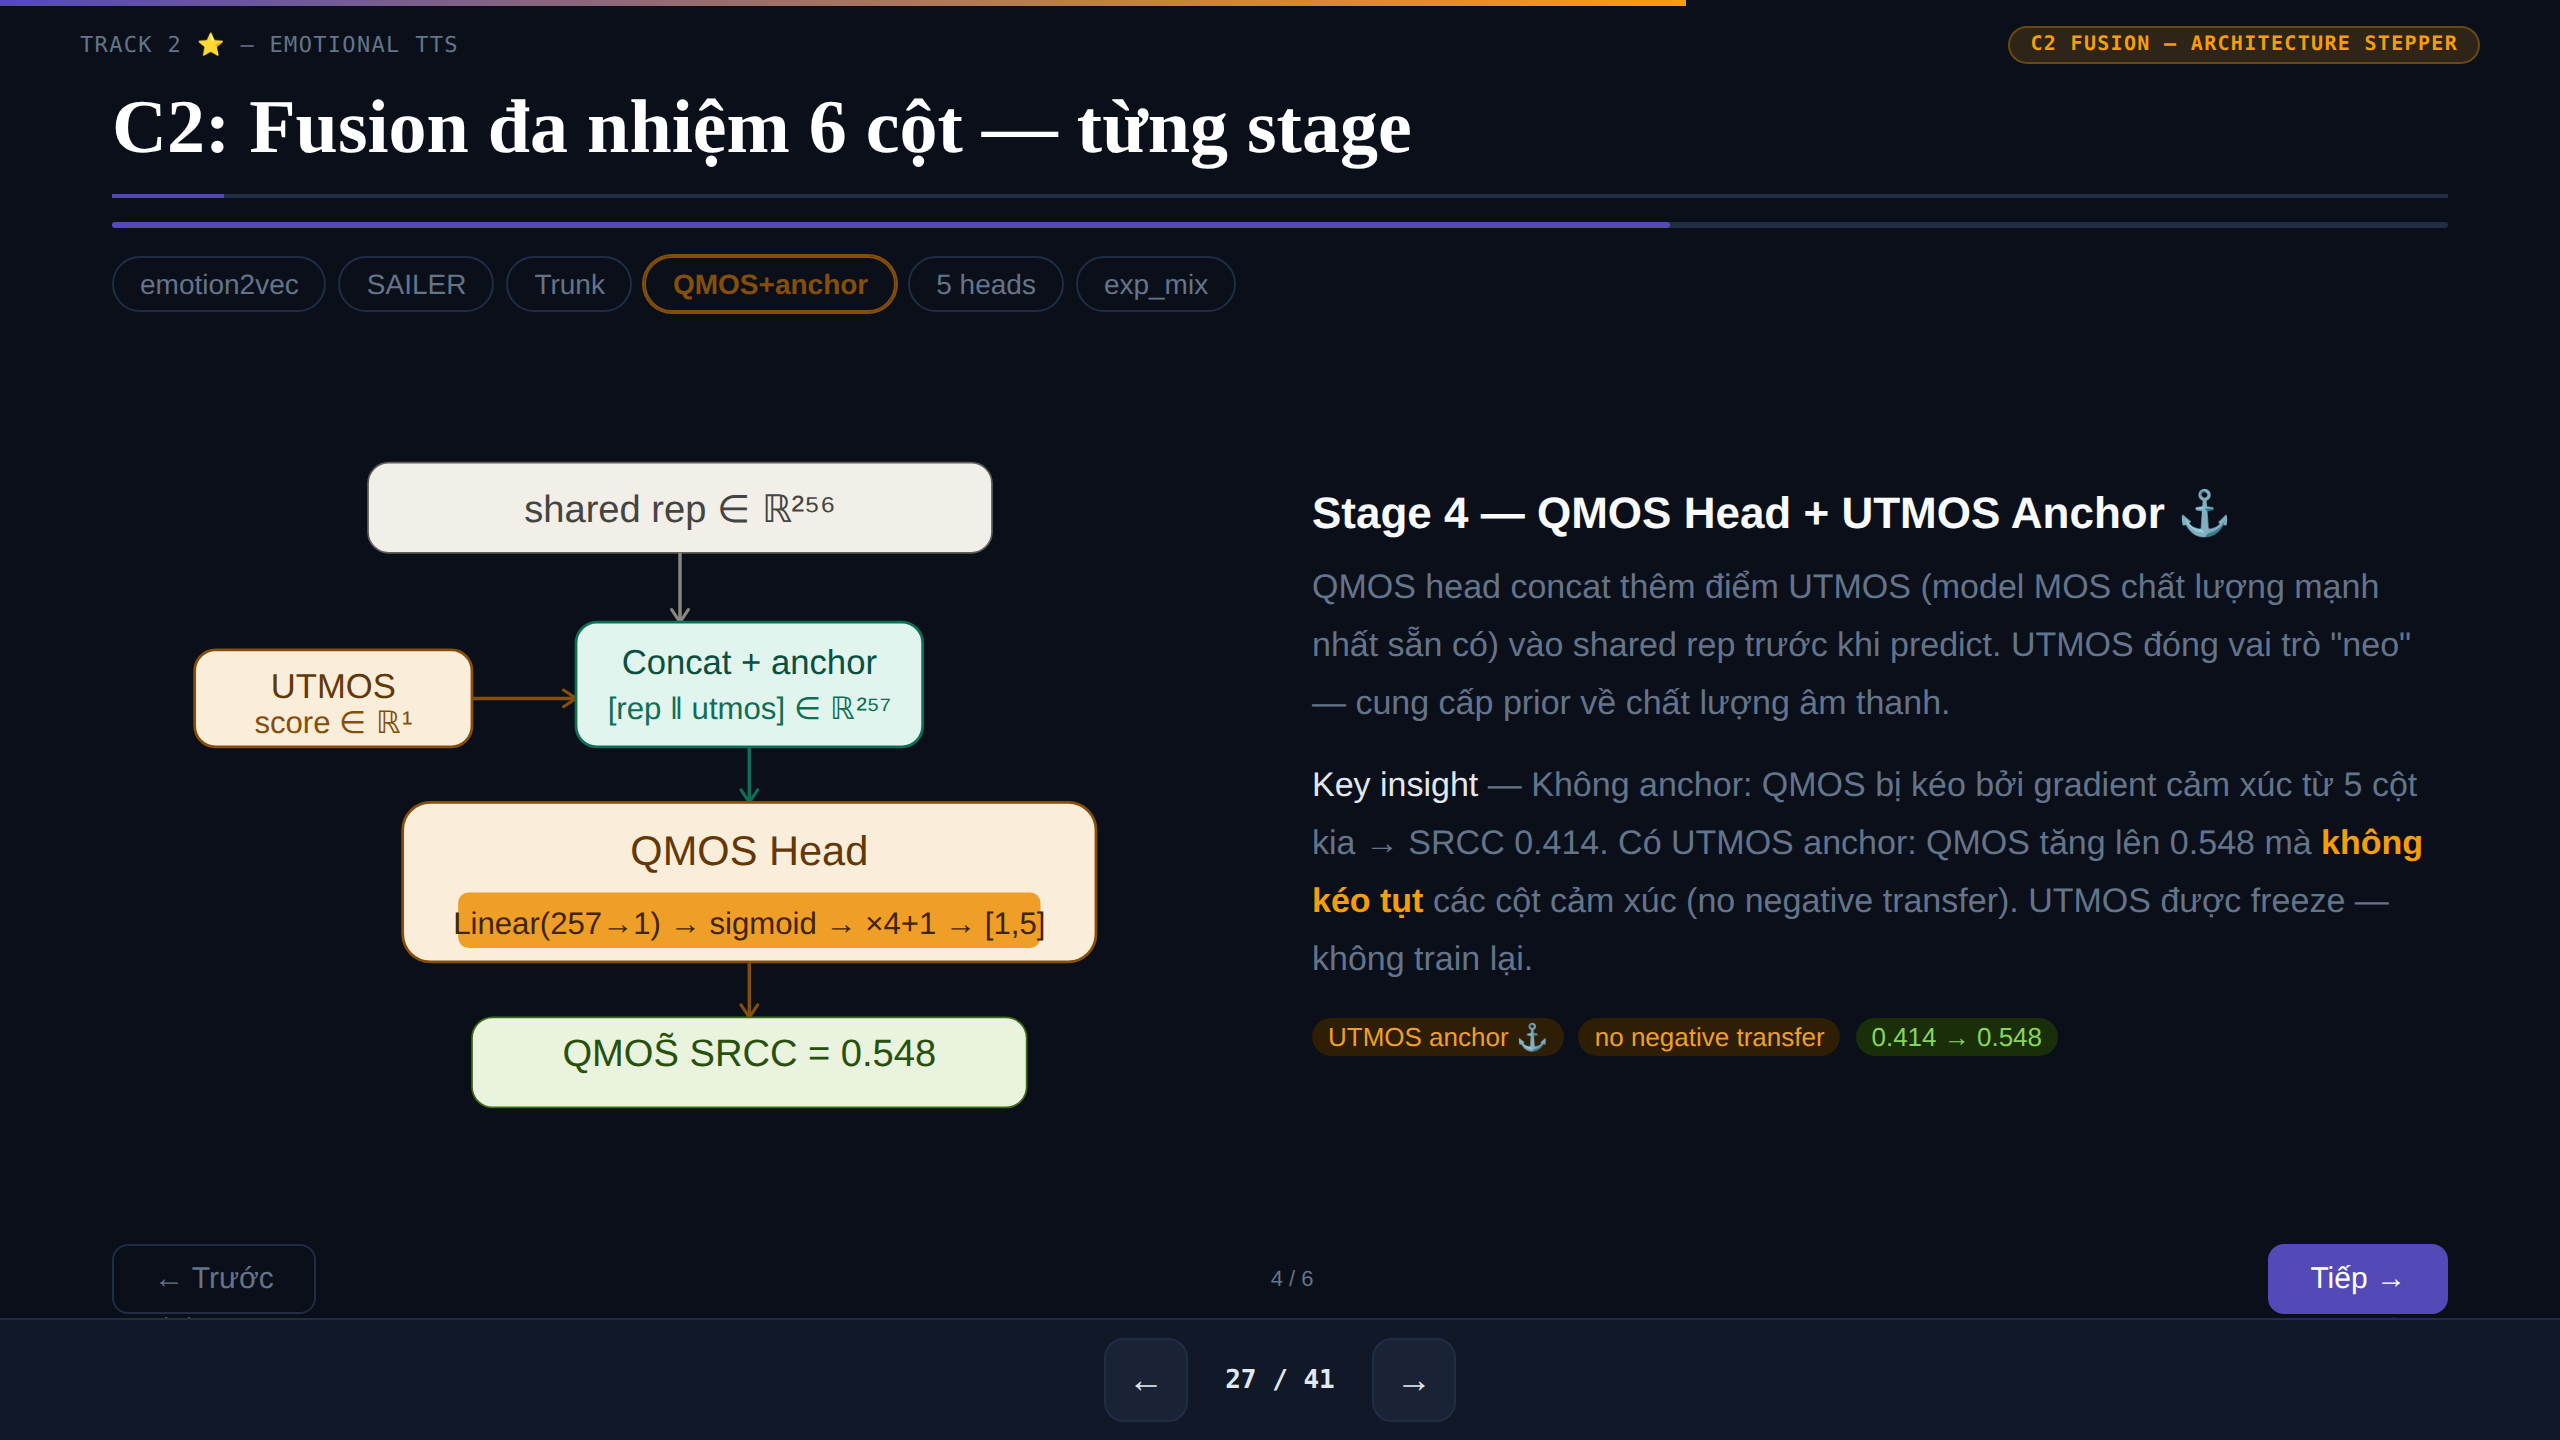 TRACK 2 ⭐ — EMOTIONAL TTS
C2 FUSION — ARCHITECTURE STEPPER
C2: Fusion đa nhiệm 6 cột — từng stage
emotion2vec
SAILER
Trunk
QMOS+anchor
5 heads
exp_mix
shared rep ∈ ℝ²⁵⁶
UTMOS
score ∈ ℝ¹
Concat + anchor
[rep ‖ utmos] ∈ ℝ²⁵⁷
QMOS Head
Linear(257→1) → sigmoid → ×4+1 → [1,5]
QMOS̃ SRCC = 0.548
Stage 4 — QMOS Head + UTMOS Anchor ⚓
QMOS head concat thêm điểm UTMOS (model MOS chất lượng mạnh
nhất sẵn có) vào shared rep trước khi predict. UTMOS đóng vai trò "neo"
— cung cấp prior về chất lượng âm thanh.
Key insight — Không anchor: QMOS bị kéo bởi gradient cảm xúc từ 5 cột
kia → SRCC 0.414. Có UTMOS anchor: QMOS tăng lên 0.548 mà không
kéo tụt các cột cảm xúc (no negative transfer). UTMOS được freeze —
không train lại.
UTMOS anchor ⚓
no negative transfer
0.414 → 0.548
← Trước
4 / 6
Tiếp →
←
27 / 41
→